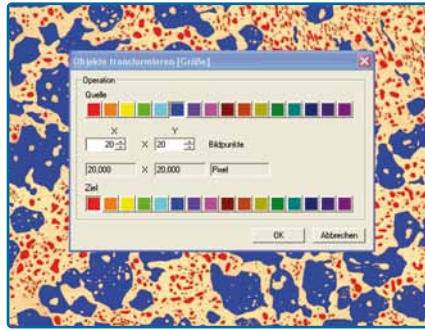 Objekte transformieren [Größe]
Operation
Quelle
X Y
20 X 20 Bildpunkte
20,000 X 20,000 Pixel
Ziel
OK Abbrechen